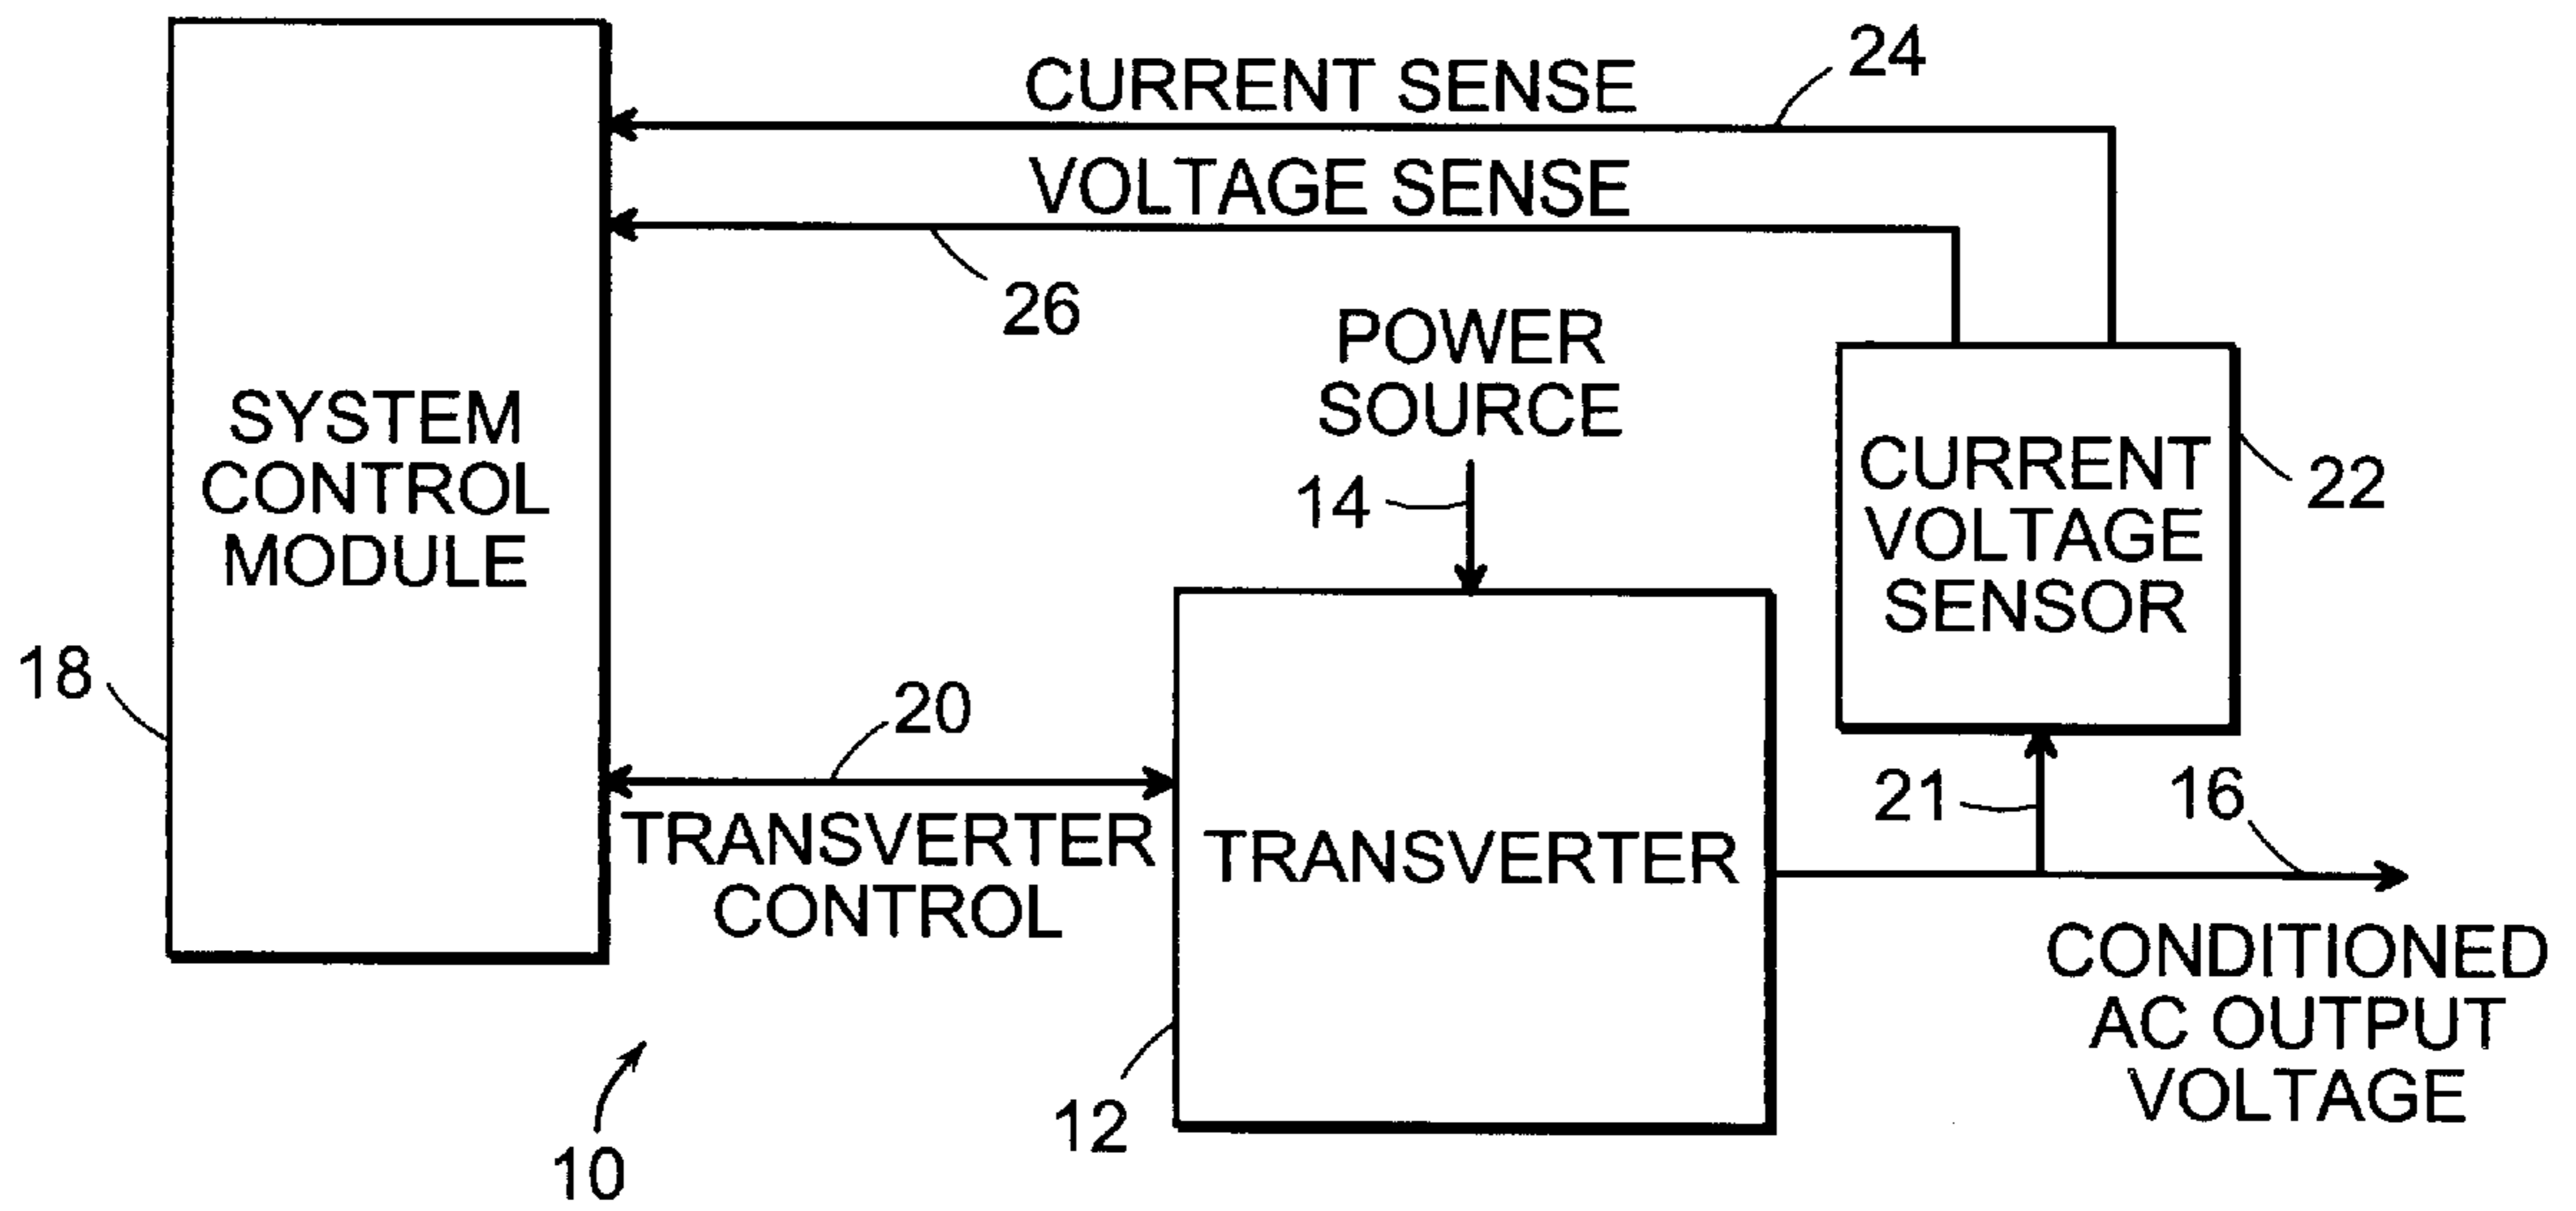 24
CURRENT SENSE
VOLTAGE SENSE
26
POWER
SOURCE
14
SYSTEM
CONTROL
MODULE
CURRENT
VOLTAGE
SENSOR
22
18
20
TRANSVERTER
CONTROL
TRANSVERTER
21
16
CONDITIONED
AC OUTPUT
VOLTAGE
12
10